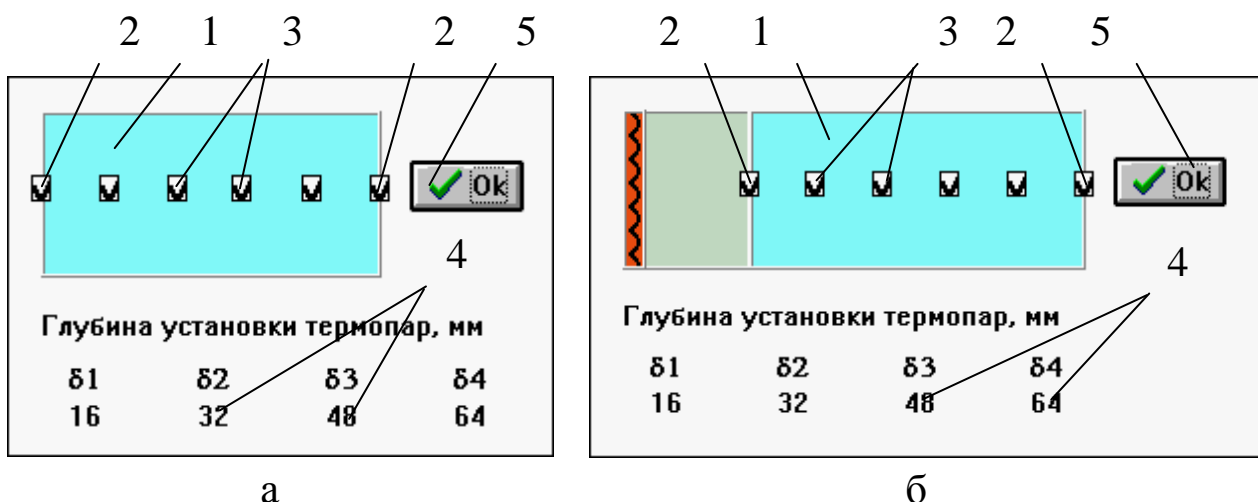 2 1 3 2 5
2 1 3 2 5
Ok
Ok
4
4
Глубина установки термопар, мм
δ1 δ2 δ3 δ4
16 32 48 64
Глубина установки термопар, мм
δ1 δ2 δ3 δ4
16 32 48 64
а
б